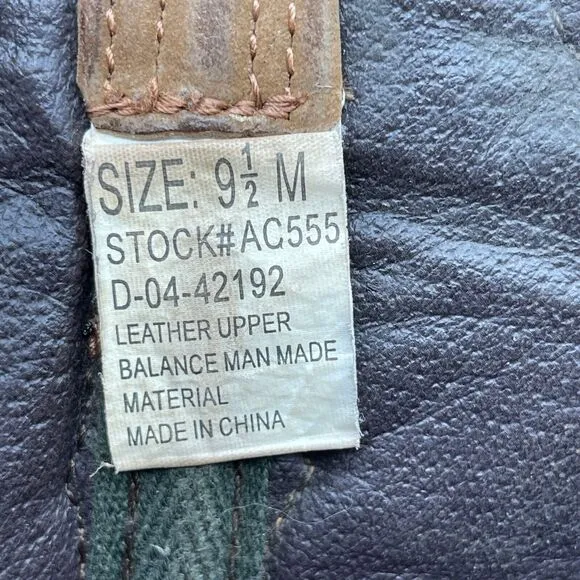 SIZE: 9½ M
STOCK# AC555
D-04-42192
LEATHER UPPER
BALANCE MAN MADE
MATERIAL
MADE IN CHINA